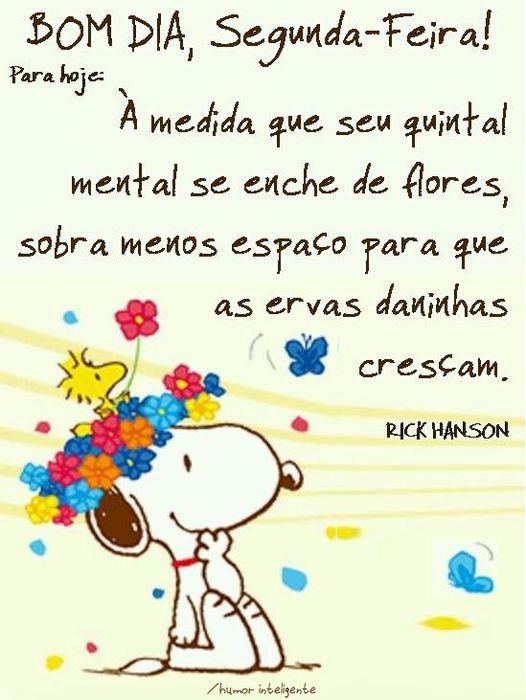 BOM DIA, Segunda-Feira!
Para hoje:
À medida que seu quintal
mental se enche de flores,
sobra menos espaço para que
as ervas daninhas
cresçam.
RICK HANSON
/humor inteligente